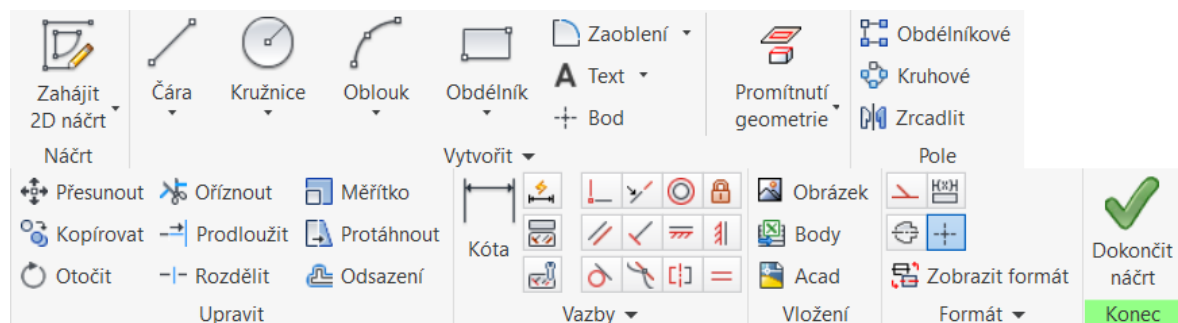 Zahájit
2D náčrt
Čára
Kružnice
Oblouk
Obdélník
Zaoblení
Text
Bod
Promítnutí
geometrie
Obdélníkové
Kruhové
Zrcadlit
Náčrt
Vytvořit
Pole
Přesunout
Oříznout
Měřítko
Kopírovat
Prodloužit
Protáhnout
Otočit
Rozdělit
Odsazení
Kóta
Obrázek
Body
Acad
Zobrazit formát
Dokončit
náčrt
Upravit
Vazby
Vložení
Formát
Konec